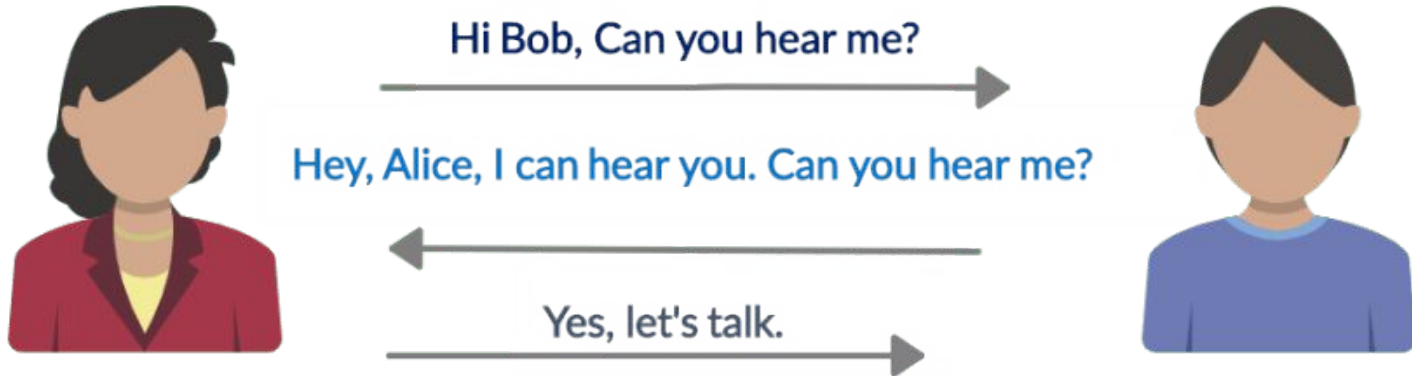 Hi Bob, Can you hear me?
Hey, Alice, I can hear you. Can you hear me?
Yes, let's talk.